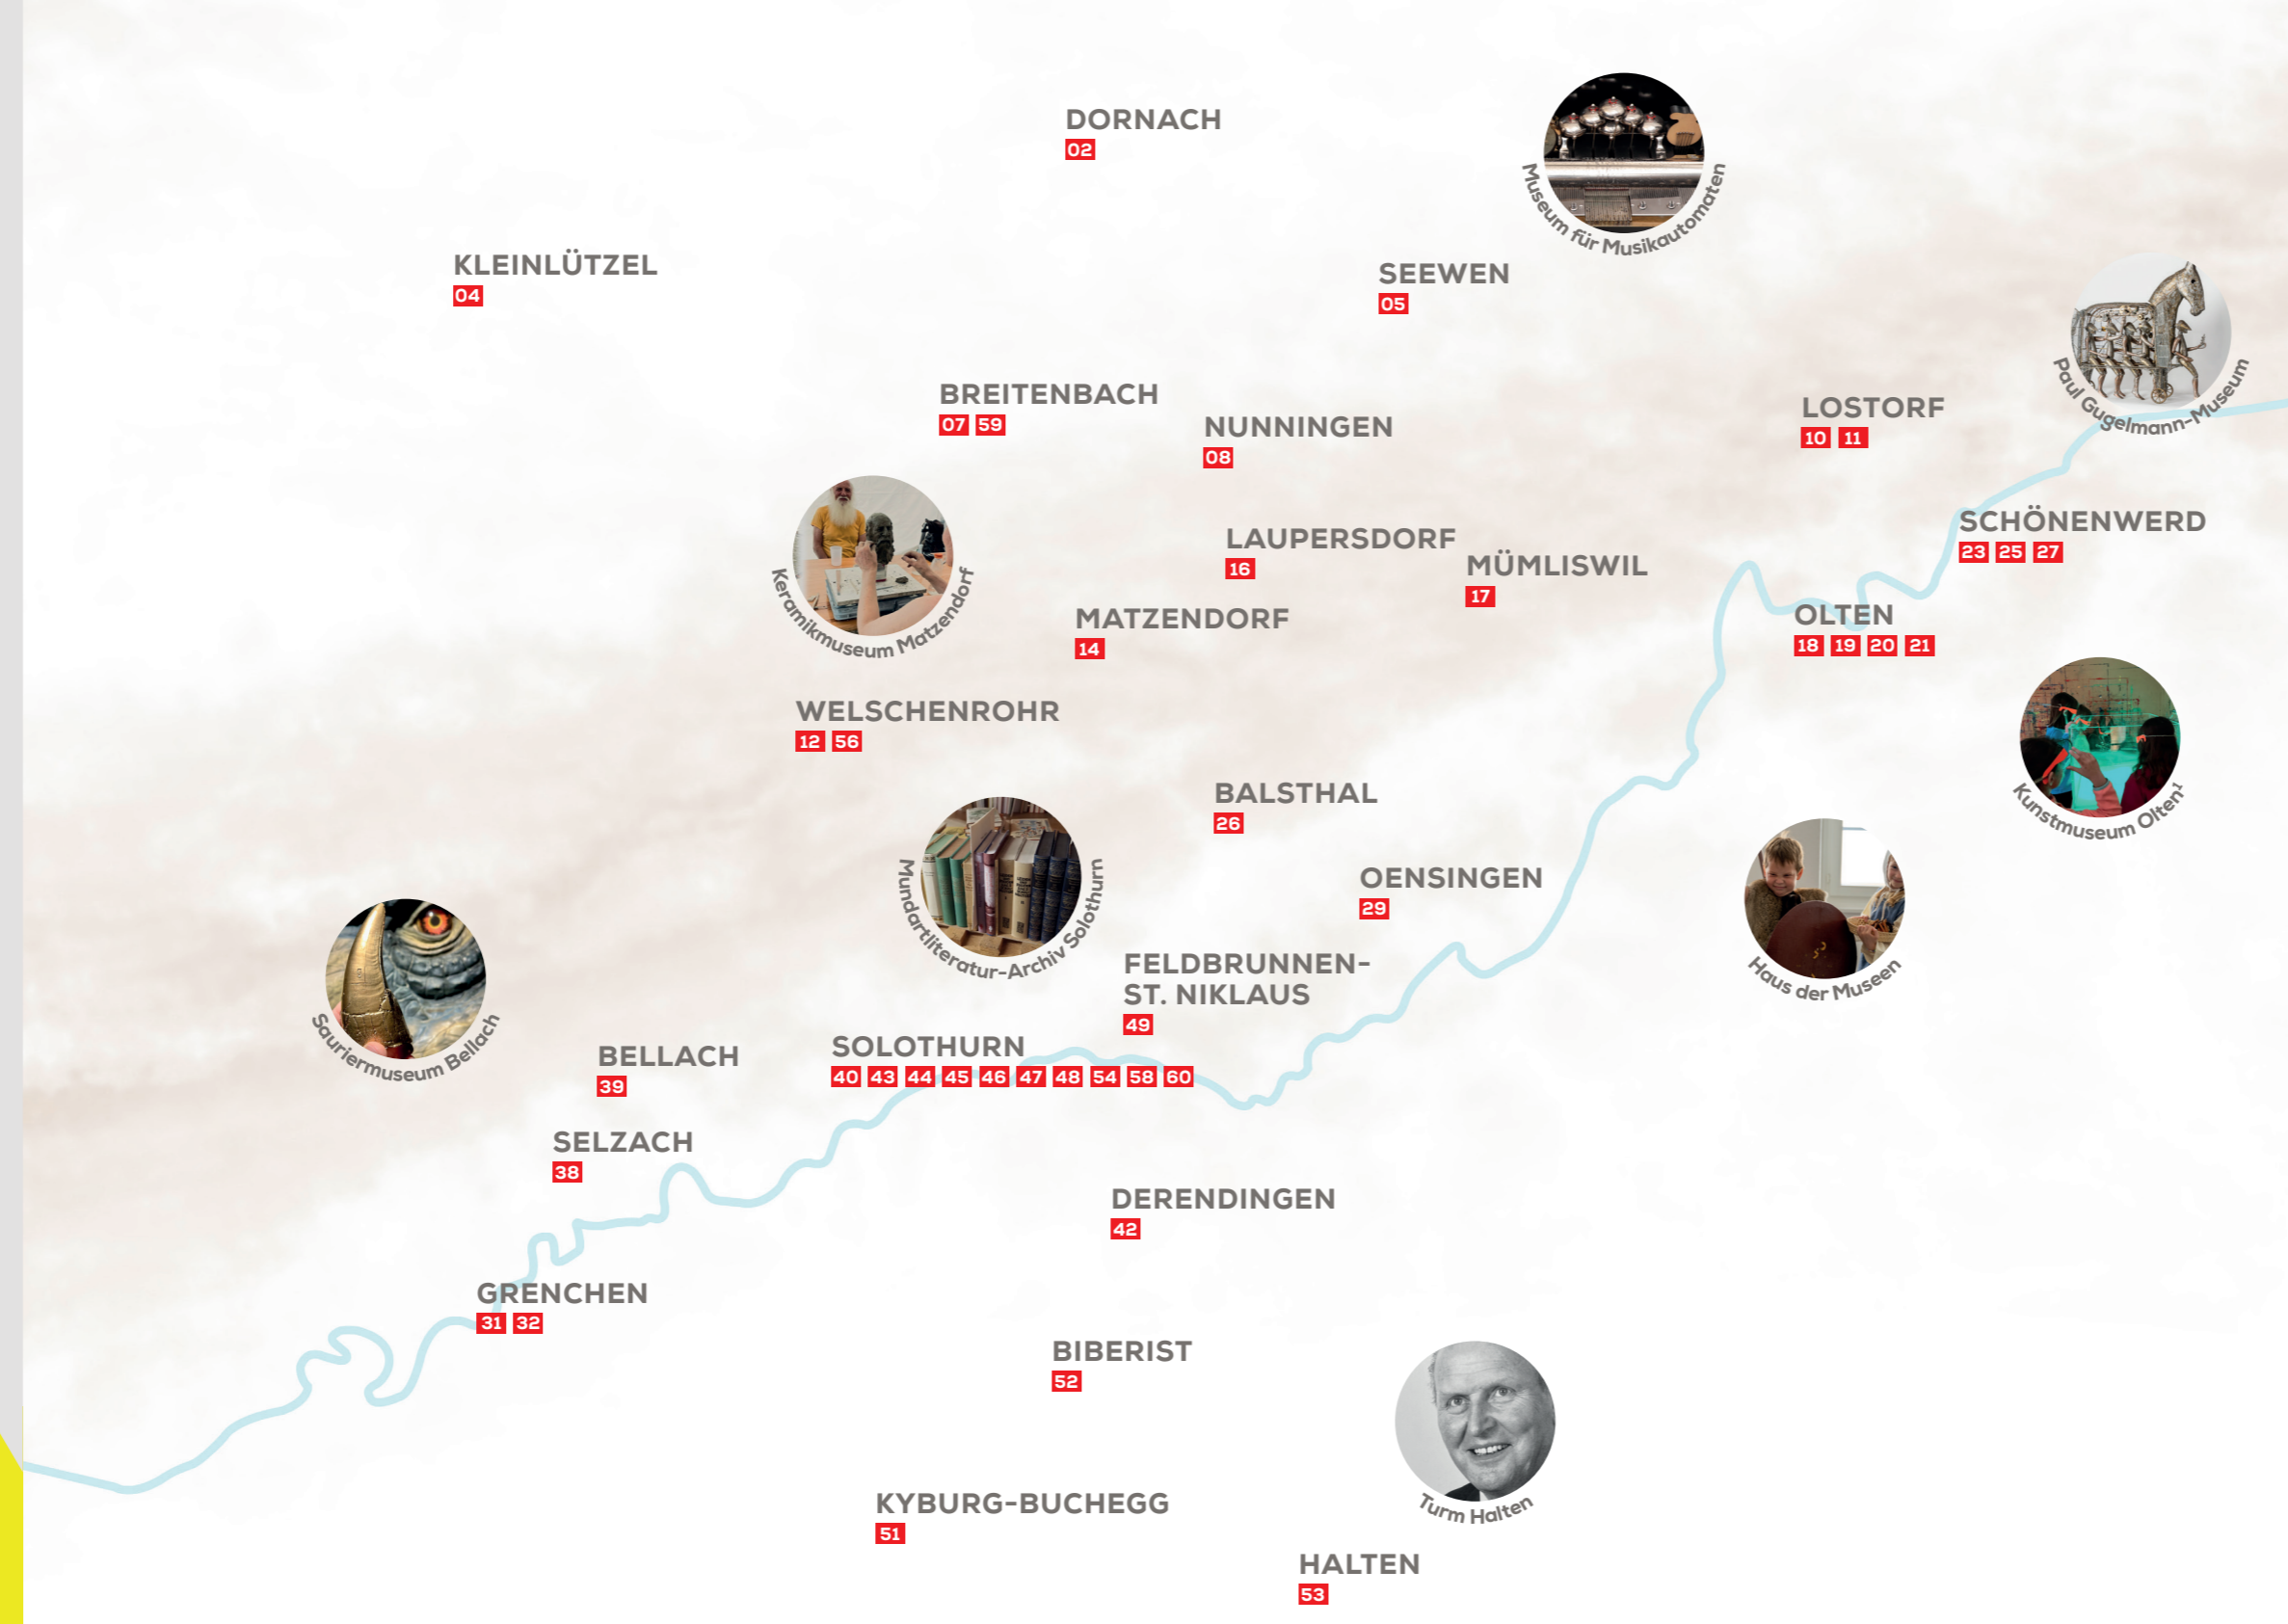 DORNACH
02
Museum für Musikautomaten
KLEINLÜTZEL
04
SEEWEN
05
Paul Gugelmann-Museum
BREITENBACH
07 59
NUNNINGEN
08
LOSTORF
10 11
SCHÖNENWERD
23 25 27
LAUPERSDORF
16
MÜMLISWIL
17
Keramikmuseum Matzendorf
MATZENDORF
14
OLTEN
18 19 20 21
WELSCHENROHR
12 56
Kunstmuseum Olten¹
BALSTHAL
26
Mundartliteratur-Archiv Solothurn
OENSINGEN
29
Haus der Museen
FELDBRUNNEN-
ST. NIKLAUS
49
Sauriermuseum Bellach
BELLACH
39
SOLOTHURN
40 43 44 45 46 47 48 54 58 60
SELZACH
38
DERENDINGEN
42
GRENCHEN
31 32
BIBERIST
52
Turm Halten
KYBURG-BUCHEGG
51
HALTEN
53